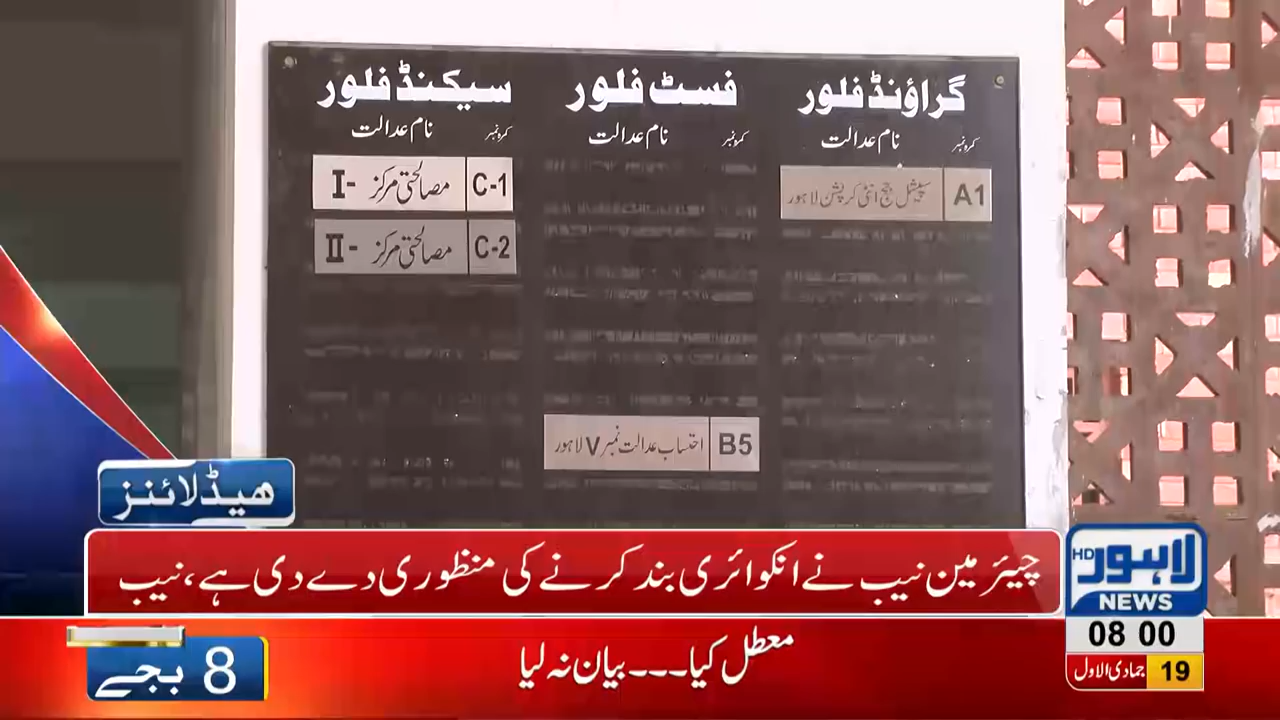 گراؤنڈ فلور
کمرہ نمبر نام عدالت
A1 سپیشل جج انٹی کرپشن لاہور
فسٹ فلور
کمرہ نمبر نام عدالت
B5 احتساب عدالت نمبر V لاہور
سیکنڈ فلور
کمرہ نمبر نام عدالت
C-1 مصالحتی مرکز -I
C-2 مصالحتی مرکز -II
ہیڈلائنز
چیئرمین نیب نے انکوائری بند کرنے کی منظوری دے دی ہے، نیب
معطل کیا۔۔۔ بیان نہ لیا
8 بجے
لاہور HD
NEWS
08 00
19 جمادی الاول